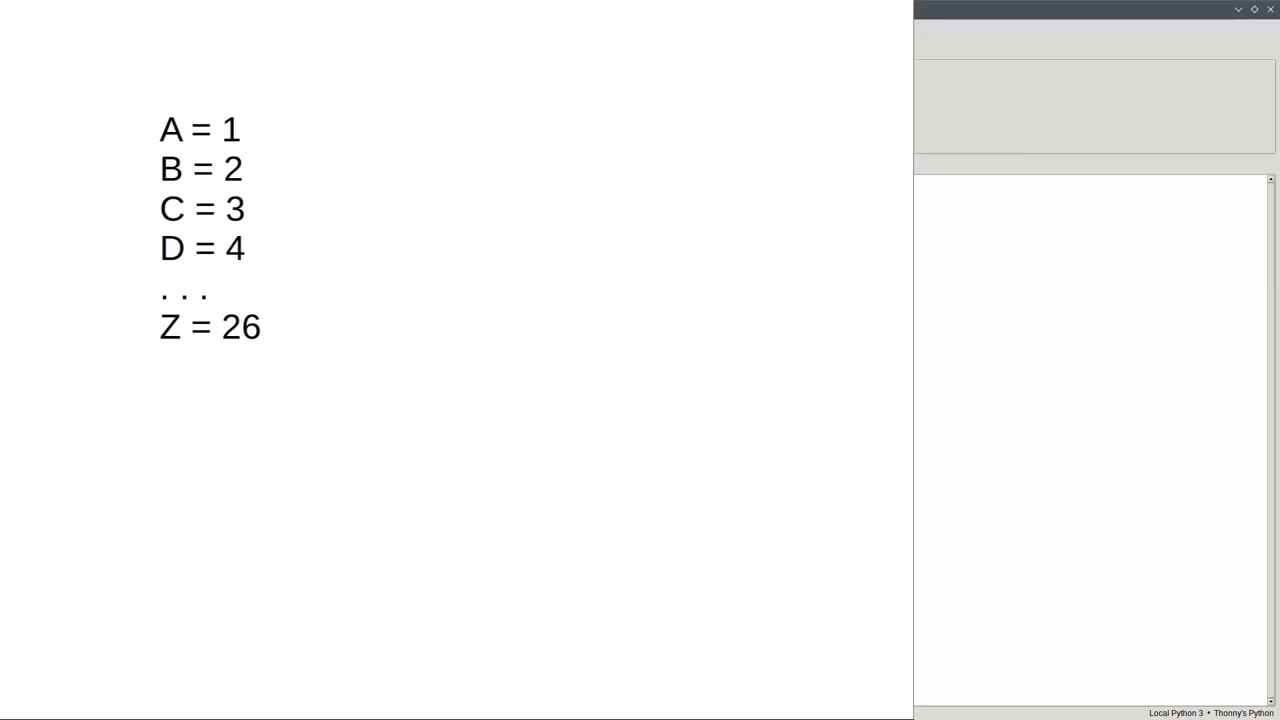 A = 1
B = 2
C = 3
D = 4
. . .
Z = 26
Local Python 3 • Thonny's Python